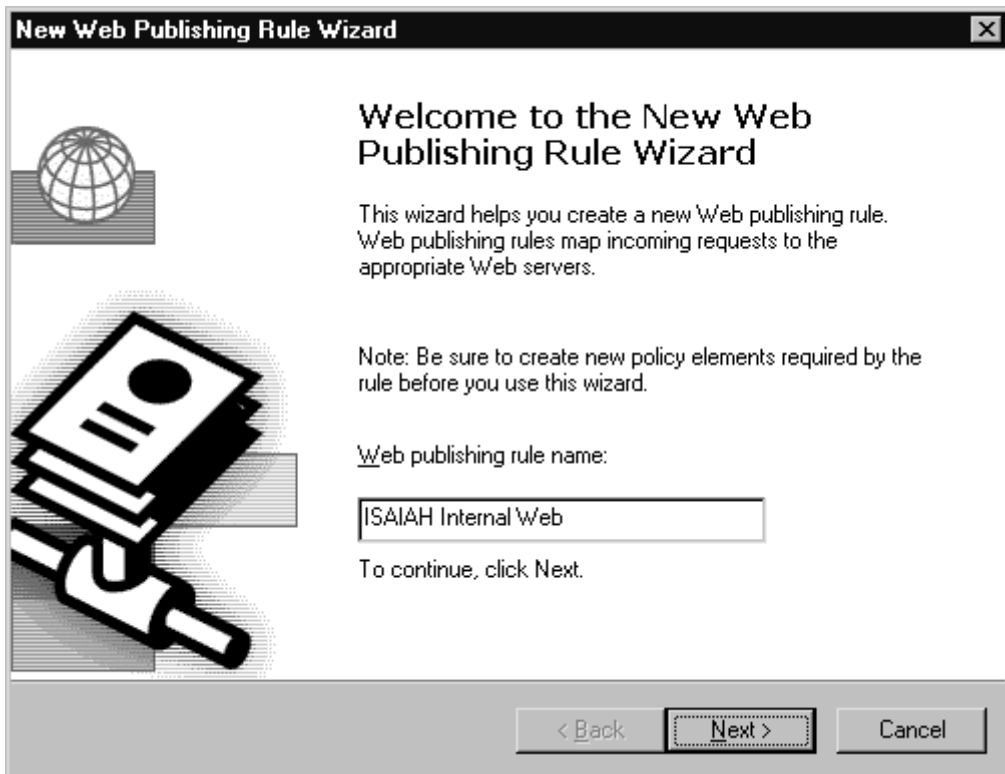 New Web Publishing Rule Wizard
Welcome to the New Web
Publishing Rule Wizard
This wizard helps you create a new Web publishing rule.
Web publishing rules map incoming requests to the
appropriate Web servers.
Note: Be sure to create new policy elements required by the
rule before you use this wizard.
Web publishing rule name:
ISAIAH Internal Web
To continue, click Next.
< Back Next > Cancel